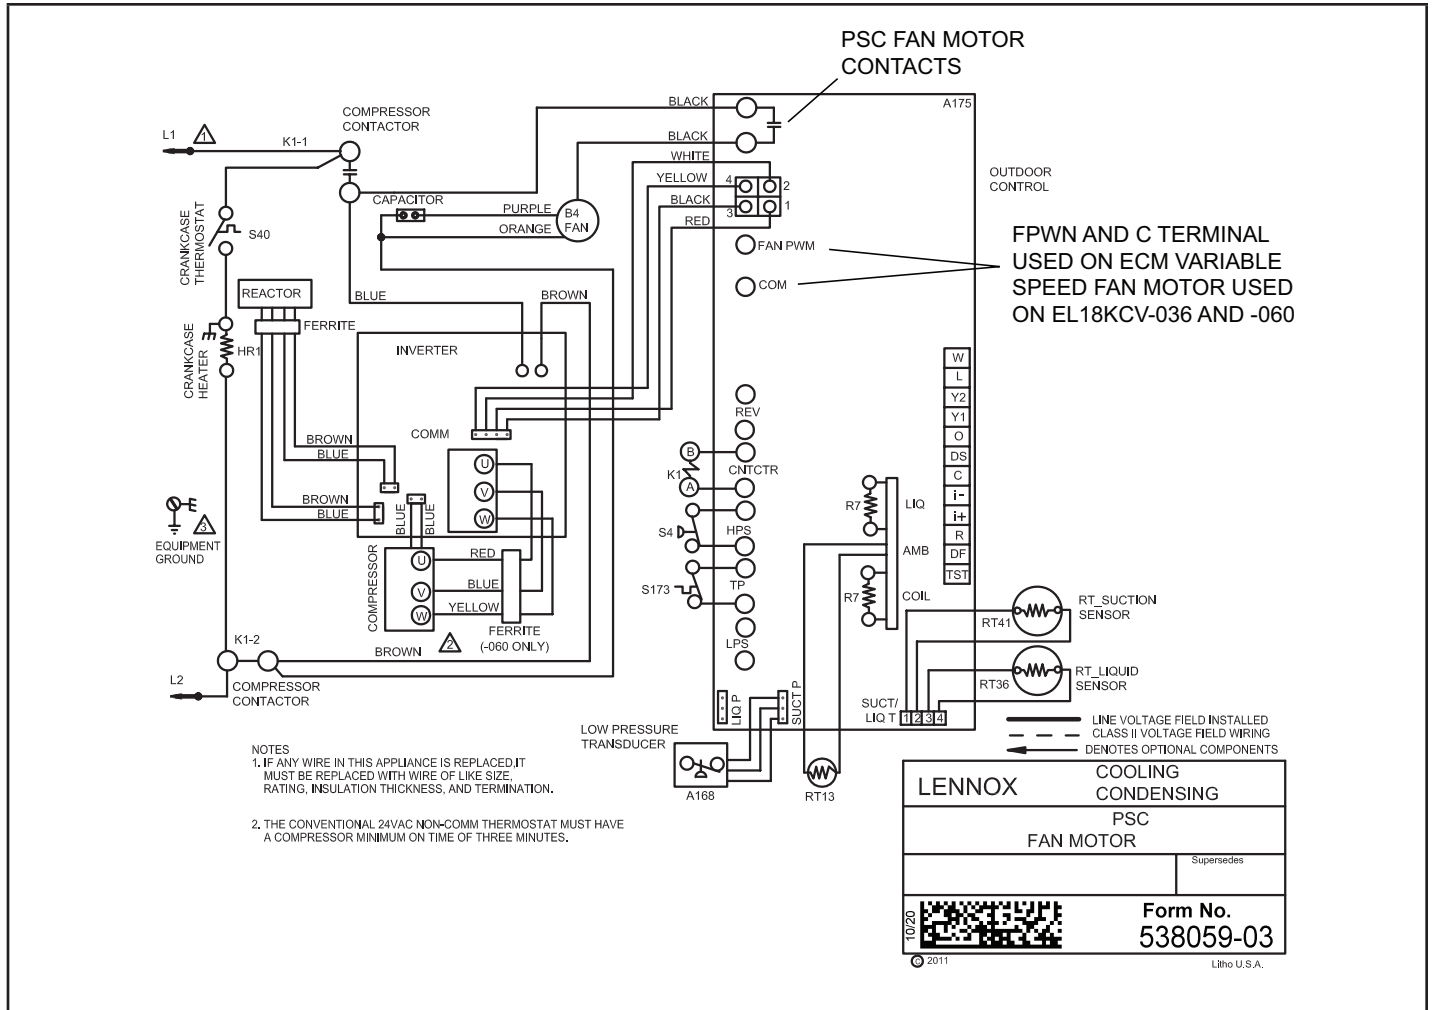 PSC FAN MOTOR
CONTACTS
A175
BLACK
COMPRESSOR
CONTACTOR
L1
1
K1-1
BLACK
WHITE
OUTDOOR
CONTROL
YELLOW
4
2
CAPACITOR
BLACK
3
1
PURPLE
B4
FAN
RED
ORANGE
CRANKCASE
THERMOSTAT
S40
FAN PWM
FPWN AND C TERMINAL
USED ON ECM VARIABLE
SPEED FAN MOTOR USED
ON EL18KCV-036 AND -060
COM
REACTOR
BLUE
BROWN
FERRITE
INVERTER
CRANKCASE
HEATER
HR1
W
L
Y2
Y1
O
DS
C
i-
i+
R
DF
TST
REV
COMM
BROWN
BLUE
B
K1
A
CNTCTR
U
V
W
BROWN
BLUE
BLUE
BLUE
R7
LIQ
S4
HPS
3
EQUIPMENT
GROUND
AMB
COMPRESSOR
U
V
W
RED
BLUE
YELLOW
S173
TP
R7
COIL
RT_SUCTION
SENSOR
RT41
FERRITE
(-060 ONLY)
2
K1-2
BROWN
LPS
RT_LIQUID
SENSOR
RT36
L2
COMPRESSOR
CONTACTOR
LIQ P
SUCT P
SUCT/
LIQ T
1 2 3 4
LINE VOLTAGE FIELD INSTALLED
CLASS II VOLTAGE FIELD WIRING
DENOTES OPTIONAL COMPONENTS
LOW PRESSURE
TRANSDUCER
A168
RT13
NOTES
1. IF ANY WIRE IN THIS APPLIANCE IS REPLACED,IT
MUST BE REPLACED WITH WIRE OF LIKE SIZE,
RATING, INSULATION THICKNESS, AND TERMINATION.
2. THE CONVENTIONAL 24VAC NON-COMM THERMOSTAT MUST HAVE
A COMPRESSOR MINIMUM ON TIME OF THREE MINUTES.
LENNOX
COOLING
CONDENSING
PSC
FAN MOTOR
Supersedes
10/20
Form No.
538059-03
© 2011
Litho U.S.A.